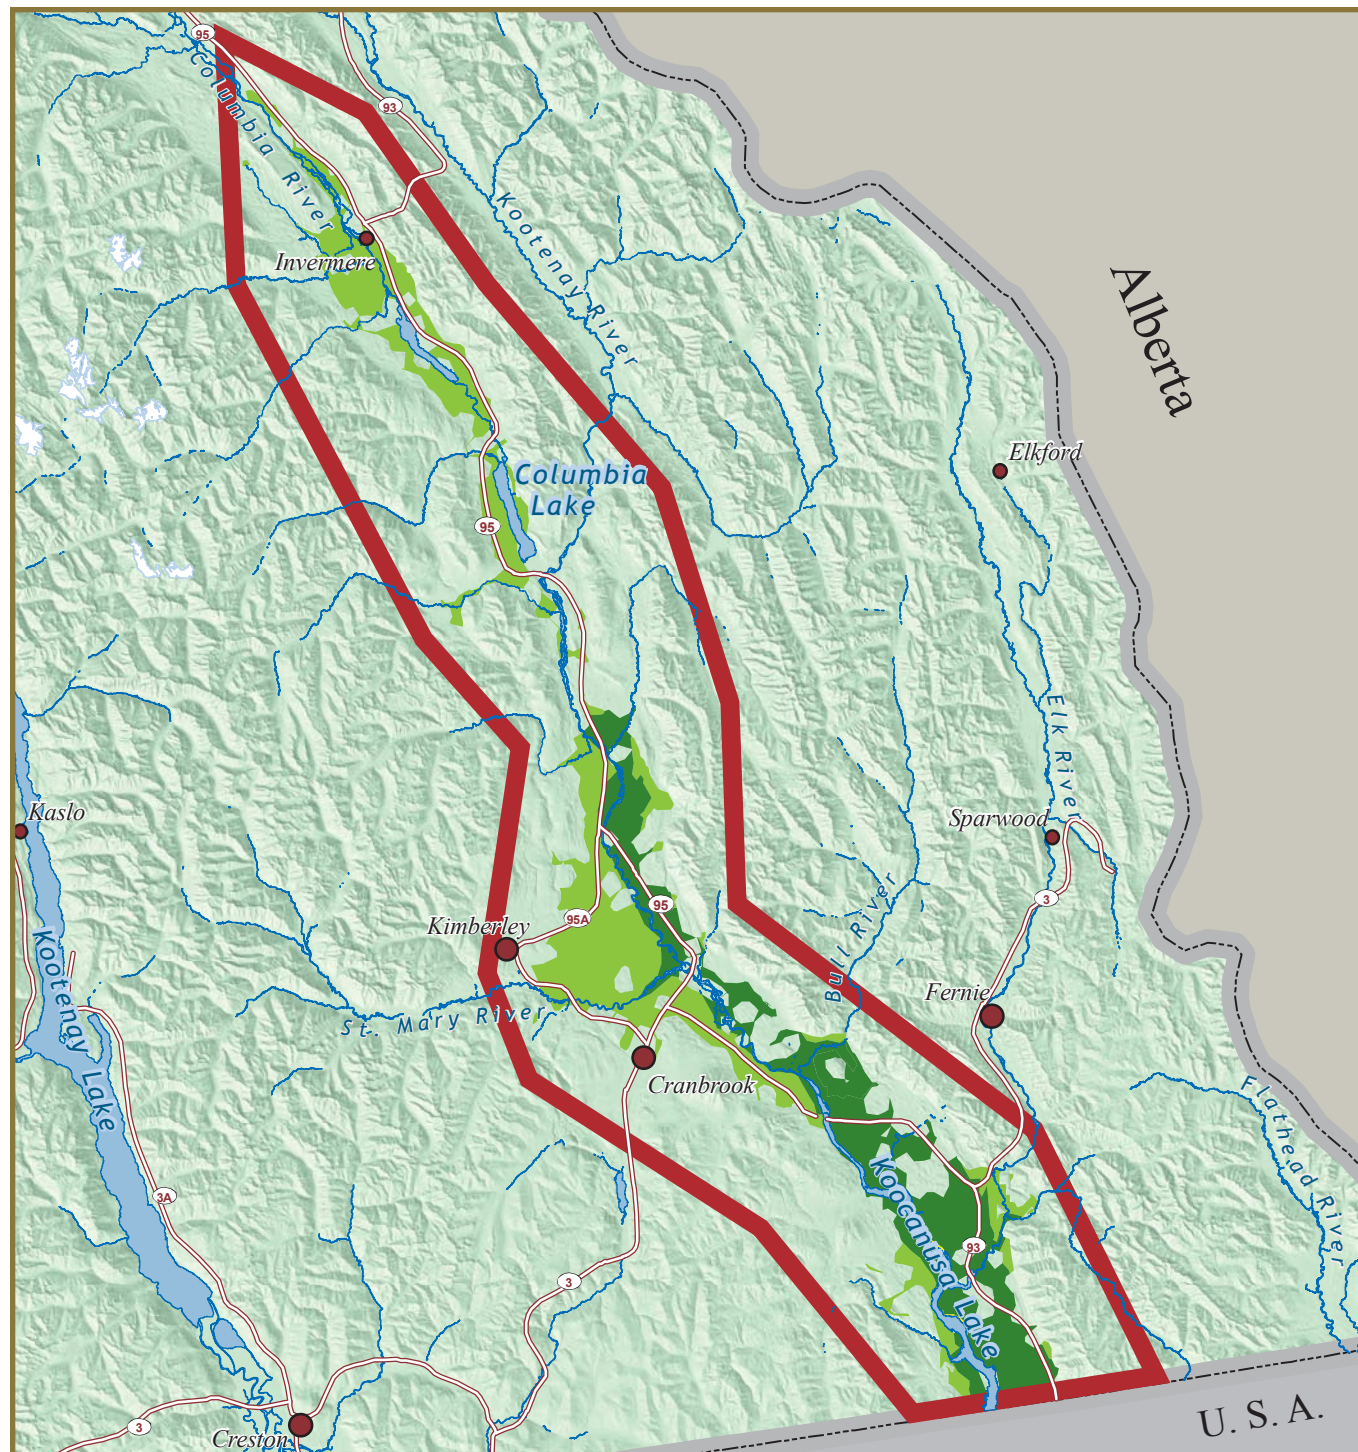 95
Columbia River
93
Kootenay River
Invermere
Alberta
Elkford
Columbia
Lake
95
Elk River
Kaslo
Sparwood
3
95A
95
Kimberley
Bull River
Kootenay Lake
Fernie
St. Mary River
Cranbrook
Flathead River
Koocanusa Lake
3A
93
3
3
Creston
U. S. A.